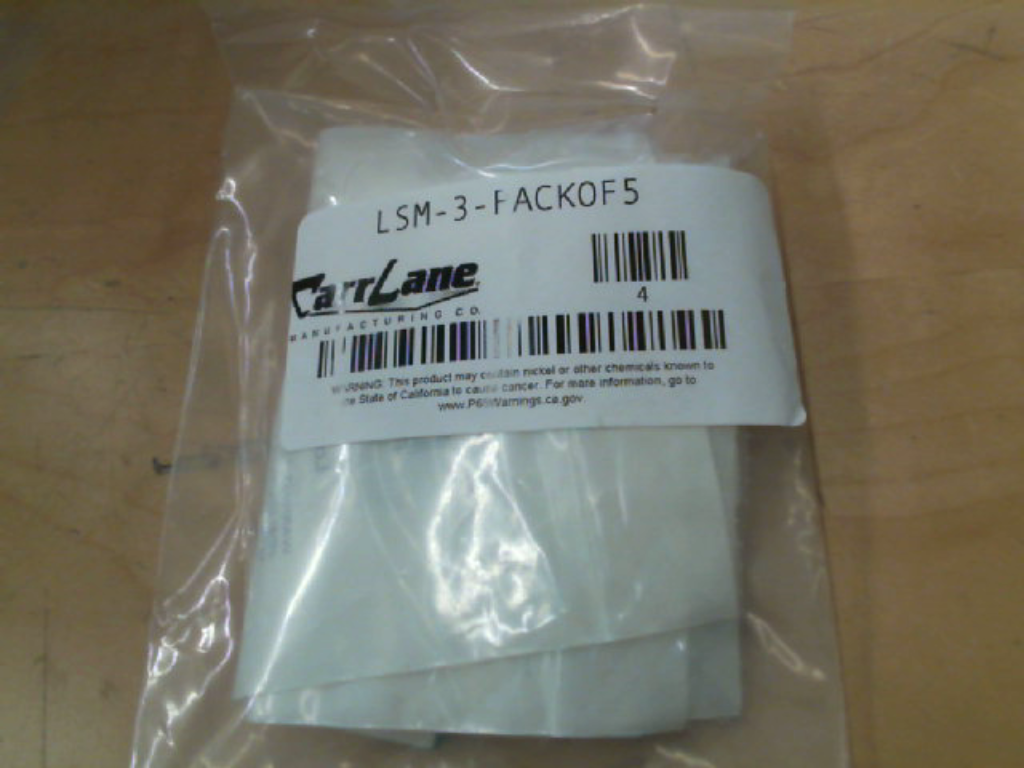 LSM-3-PACKOF5
CarrLane
MANUFACTURING CO.
4
WARNING: This product may contain nickel or other chemicals known to
the State of California to cause cancer. For more information, go to
www.P65Warnings.ca.gov.